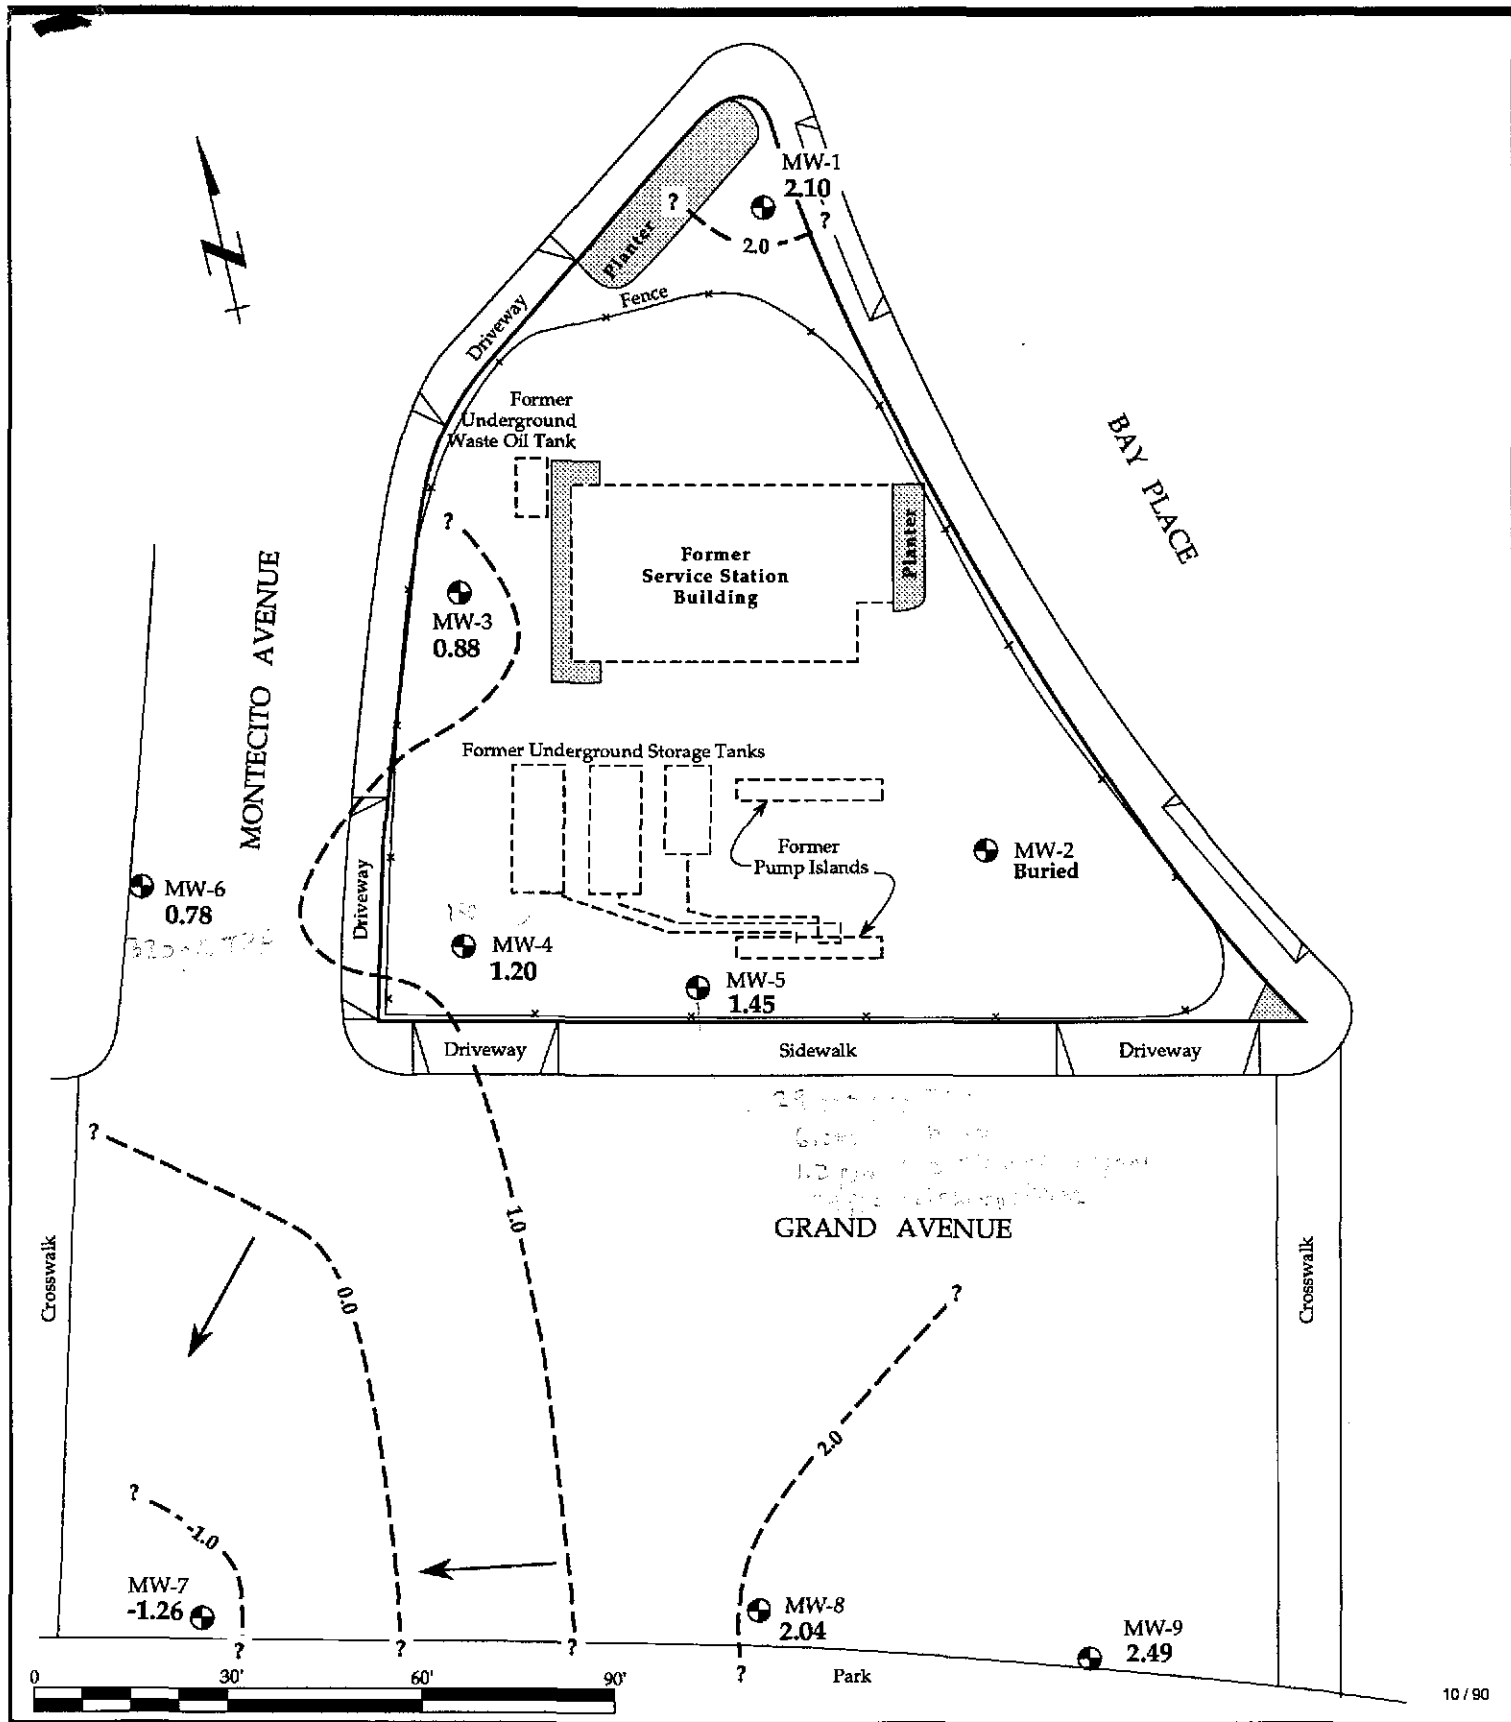 MW-1
2.10
?
?
2.0
Planter
Fence
Driveway
N
Former
Underground
Waste Oil Tank
BAY PLACE
?
Former
Service Station
Building
Planter
MW-3
0.88
MONTECITO AVENUE
Former Underground Storage Tanks
Former
Pump Islands
MW-2
Buried
MW-6
0.78
Driveway
MW-4
1.20
MW-5
1.45
Driveway
Sidewalk
Driveway
?
1.0
GRAND AVENUE
Crosswalk
Crosswalk
0.0
?
2.0
?
-1.0
MW-7
-1.26
MW-8
2.04
MW-9
2.49
?
?
?
?
Park
0 30' 60' 90'
10 / 90